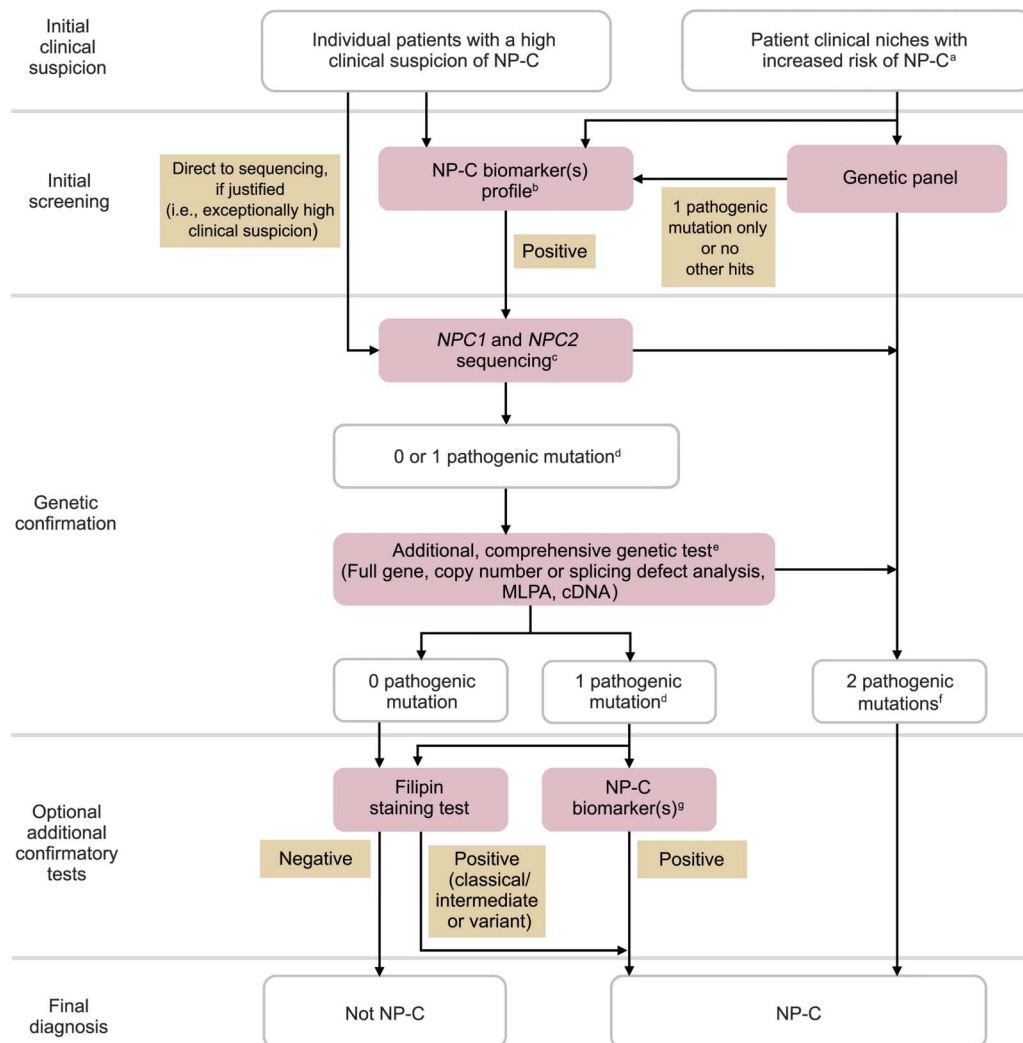 Initial
clinical
suspicion
Individual patients with a high
clinical suspicion of NP-C
Patient clinical niches with
increased risk of NP-Cᵃ
Initial
screening
Direct to sequencing,
if justified
(i.e., exceptionally high
clinical suspicion)
NP-C biomarker(s)
profileᵇ
Genetic panel
1 pathogenic
mutation only
or no
other hits
Positive
Genetic
confirmation
NPC1 and NPC2
sequencingᶜ
0 or 1 pathogenic mutationᵈ
Additional, comprehensive genetic testᵉ
(Full gene, copy number or splicing defect analysis,
MLPA, cDNA)
0 pathogenic
mutation
1 pathogenic
mutationᵈ
2 pathogenic
mutationsᶠ
Optional
additional
confirmatory
tests
Filipin
staining test
NP-C
biomarker(s)ᵍ
Negative
Positive
(classical/
intermediate
or variant)
Positive
Final
diagnosis
Not NP-C
NP-C